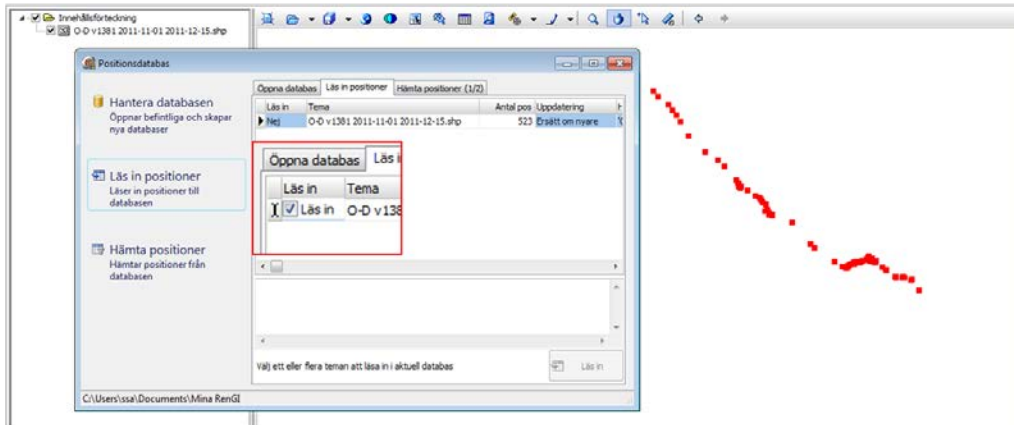 Innehållsförteckning
O-D v1381 2011-11-01 2011-12-15.shp
Positionsdatabas
Hantera databasen
Öppnar befintliga och skapar
nya databaser
Läs in positioner
Läser in positioner till
databasen
Hämta positioner
Hämtar positioner från
databasen
Öppna databas Läs in positioner Hämta positioner (1/2)
Läs in Tema Antal pos Uppdatering
Nej O-D v1381 2011-11-01 2011-12-15.shp 523 Ersätt om nyare
Öppna databas Läs i
Läs in Tema
Läs in O-D v138
Välj ett eller flera teman att läsa in i aktuell databas
Läs in
C:\Users\ssa\Documents\Mina RenGI